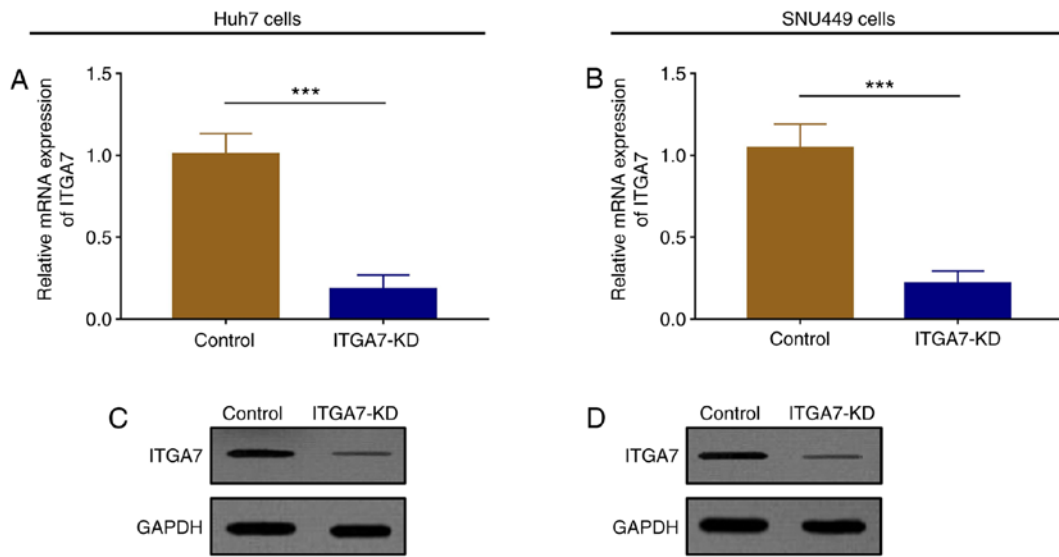 Huh7 cells
SNU449 cells
A
Relative mRNA expression
of ITGA7
1.5
1.0
0.5
0.0
***
Control
ITGA7-KD
B
Relative mRNA expression
of ITGA7
1.5
1.0
0.5
0.0
***
Control
ITGA7-KD
C
Control
ITGA7-KD
ITGA7
GAPDH
D
Control
ITGA7-KD
ITGA7
GAPDH